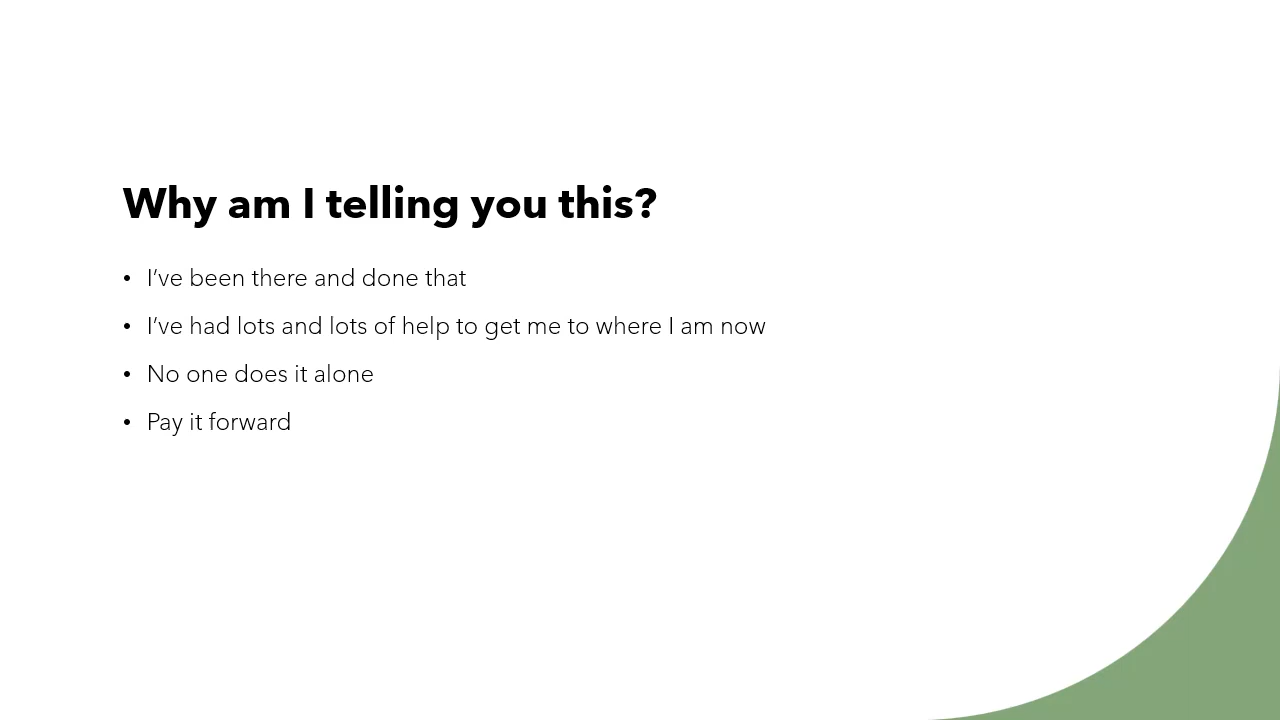 Why am I telling you this?
• I’ve been there and done that
• I’ve had lots and lots of help to get me to where I am now
• No one does it alone
• Pay it forward